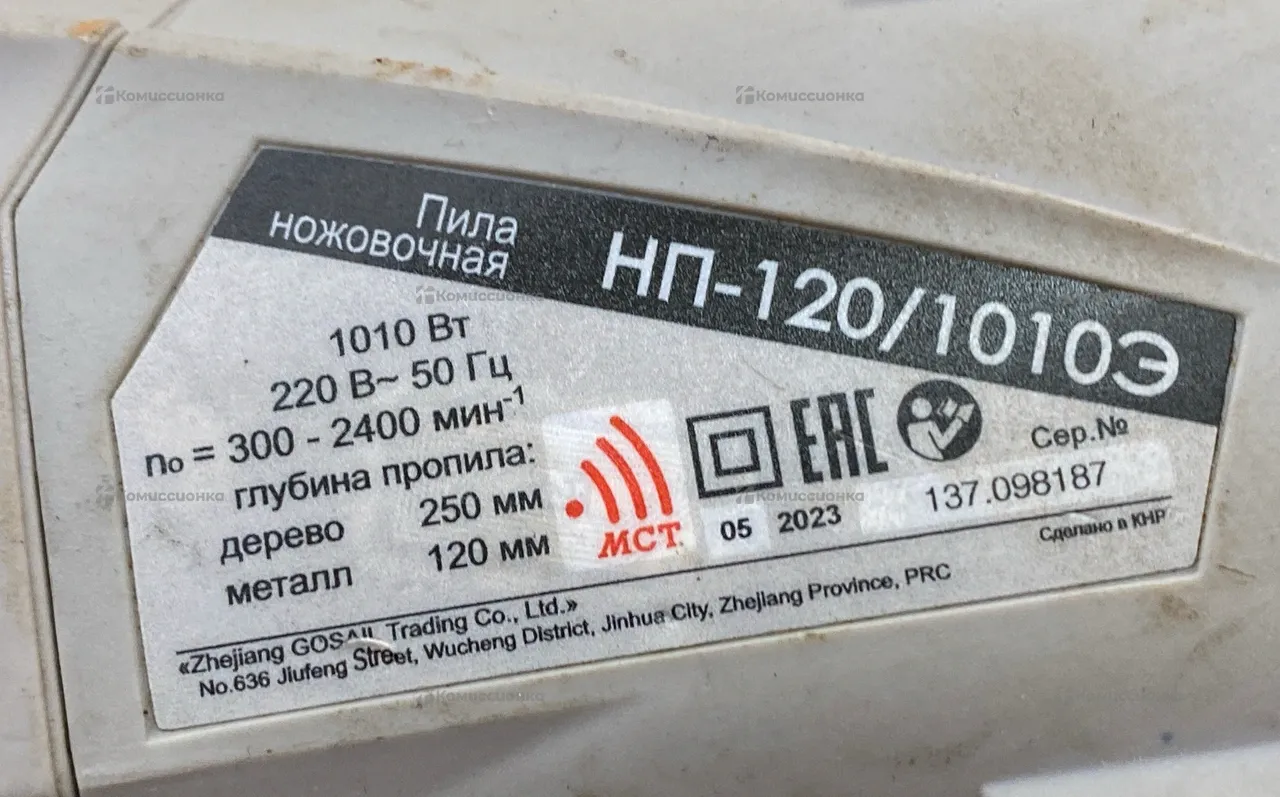 Комиссионка
Комиссионка
Пила
ножовочная
НП-120/1010Э
Комиссионка
1010 Вт
220 В~ 50 Гц
n₀ = 300 - 2400 мин⁻¹
глубина пропила:
дерево 250 мм
металл 120 мм
МСТ
EAC
05 2023
Сер.№
137.098187
Комиссионка
Комиссионка
Сделано в КНР
«Zhejiang GOSAIL Trading Co., Ltd.»
No.636 Jiufeng Street, Wucheng District, Jinhua City, Zhejiang Province, PRC
Комиссионка
Комиссионка